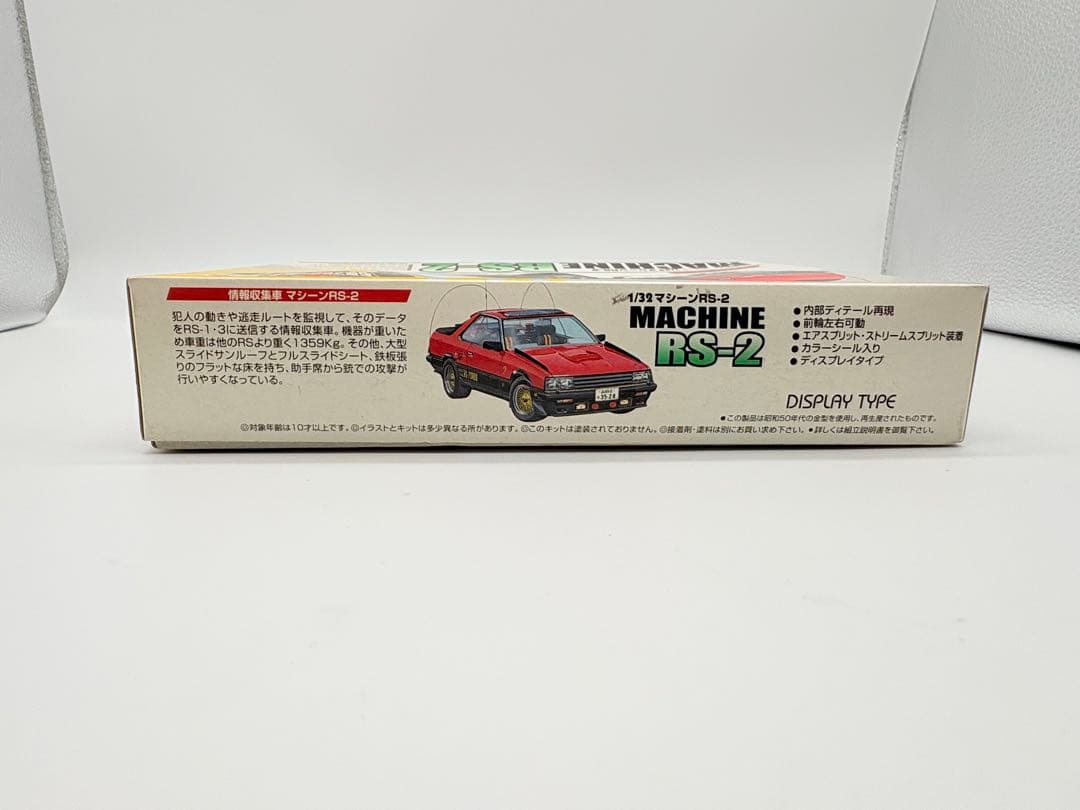 MACHINE RS-2
情報収集車 マシーンRS-2
犯人の動きや逃走ルートを監視して、そのデータ
をRS-1・3に送信する情報収集車。機器が重いた
め車重は他のRSより重く1359Kg。その他、大型
スライドサンルーフとフルスライドシート、鉄板張
りのフラットな床を持ち、助手席から銃での攻撃が
行いやすくなっている。
1/32 マシーンRS-2
MACHINE
RS-2
●内部ディテール再現
●前輪左右可動
●エアスプリット・ストリームスプリット装着
●カラーシール入り
●ディスプレイタイプ
DISPLAY TYPE
●この製品は昭和50年代の金型を使用し、再生産されたものです。
◎対象年齢は10才以上です。◎イラストとキットは多少異なる所があります。◎このキットは塗装されておりません。◎接着剤・塗料は別にお買い求め下さい。●詳しくは組立説明書を御覧下さい。